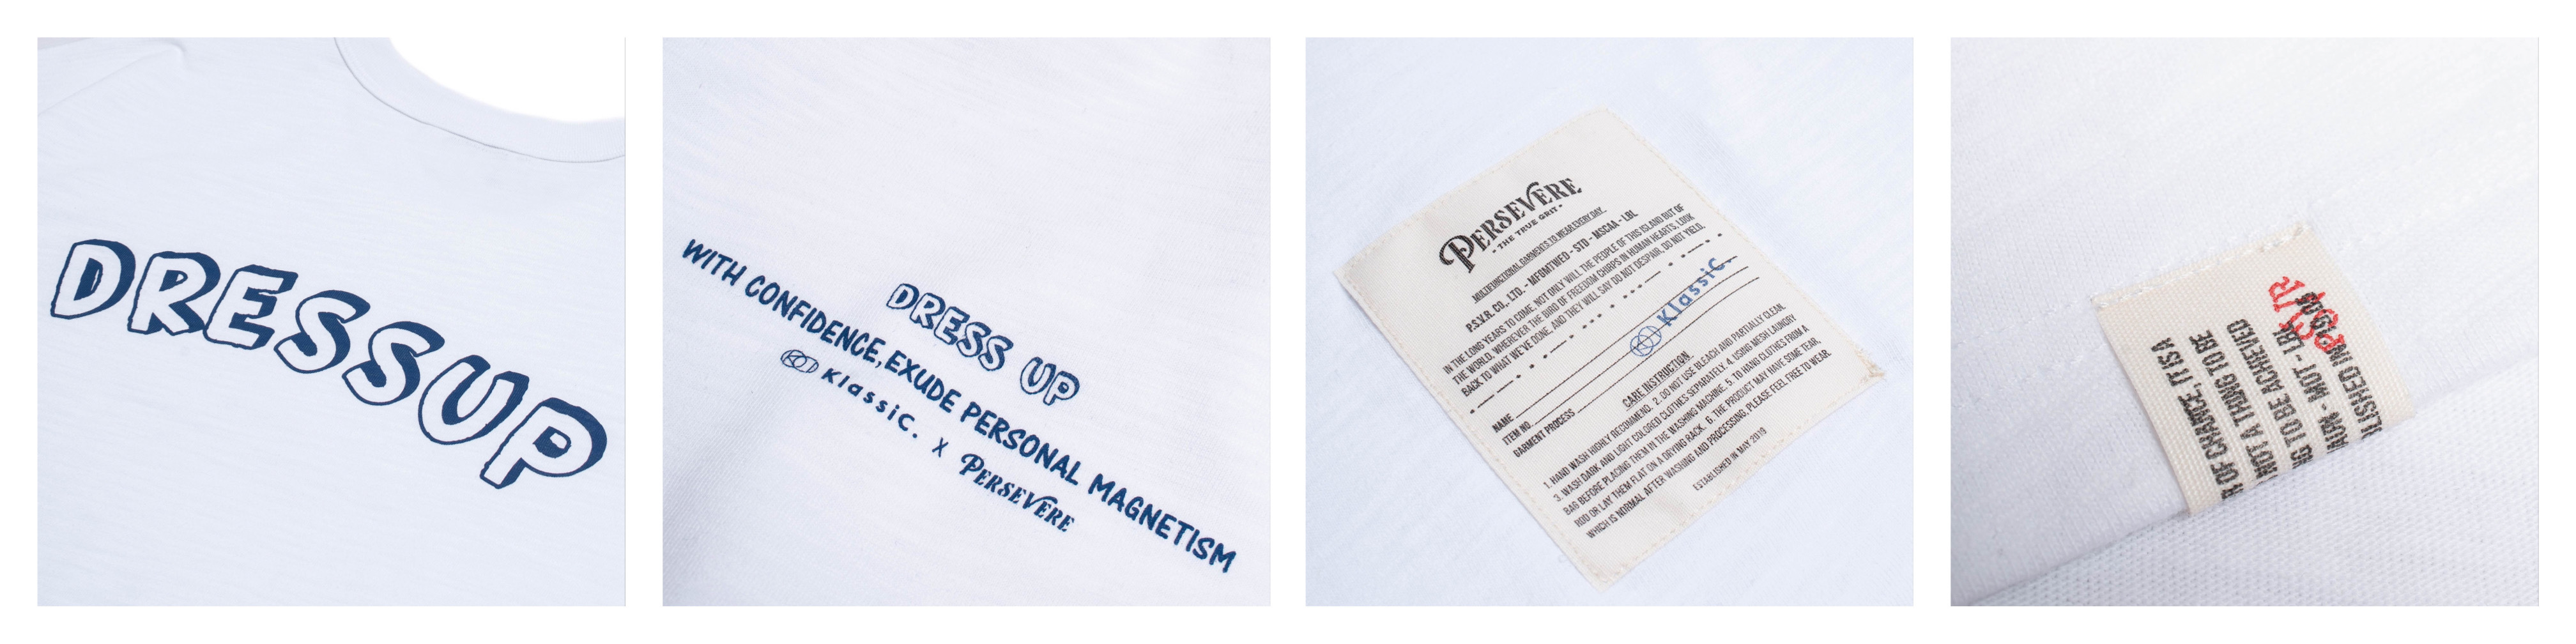 DRESSUP
DRESS UP
WITH CONFIDENCE, EXUDE PERSONAL MAGNETISM
KlassiC. X PERSEVERE
PERSEVERE
- THE TRUE GRIT -
MULTIFUNCTIONAL GARMENTS TO WEAR EVERY DAY.
P.S.V.R. CO., LTD. - MFGMTWED - STD - MSCAA - LBL
IN THE LONG YEARS TO COME, NOT ONLY WILL THE PEOPLE OF THIS ISLAND BUT OF
THE WORLD, WHEREVER THE BIRD OF FREEDOM CHIRPS IN HUMAN HEARTS, LOOK
BACK TO WHAT WE'VE DONE, AND THEY WILL SAY DO NOT DESPAIR, DO NOT YIELD.
NAME
KlassiC.
ITEM NO.
GARMENT PROCESS
CARE INSTRUCTION
1. HAND WASH HIGHLY RECOMMEND. 2. DO NOT USE BLEACH AND PARTIALLY CLEAN.
3. WASH DARK AND LIGHT COLORED CLOTHES SEPARATELY. 4. USING MESH LAUNDRY
BAG BEFORE PLACING THEM IN THE WASHING MACHINE. 5. TO HANG CLOTHES FROM A
ROD OR LAY THEM FLAT ON A DRYING RACK. 6. THE PRODUCT MAY HAVE SOME TEAR,
WHICH IS NORMAL AFTER WASHING AND PROCESSING, PLEASE FEEL FREE TO WEAR.
ESTABLISHED IN MAY 2019
R OF CHANCE, IT IS A
NOT A THING TO BE
NG TO BE ACHIEVED
- MDT - LBL
LISHED IN
PSVR